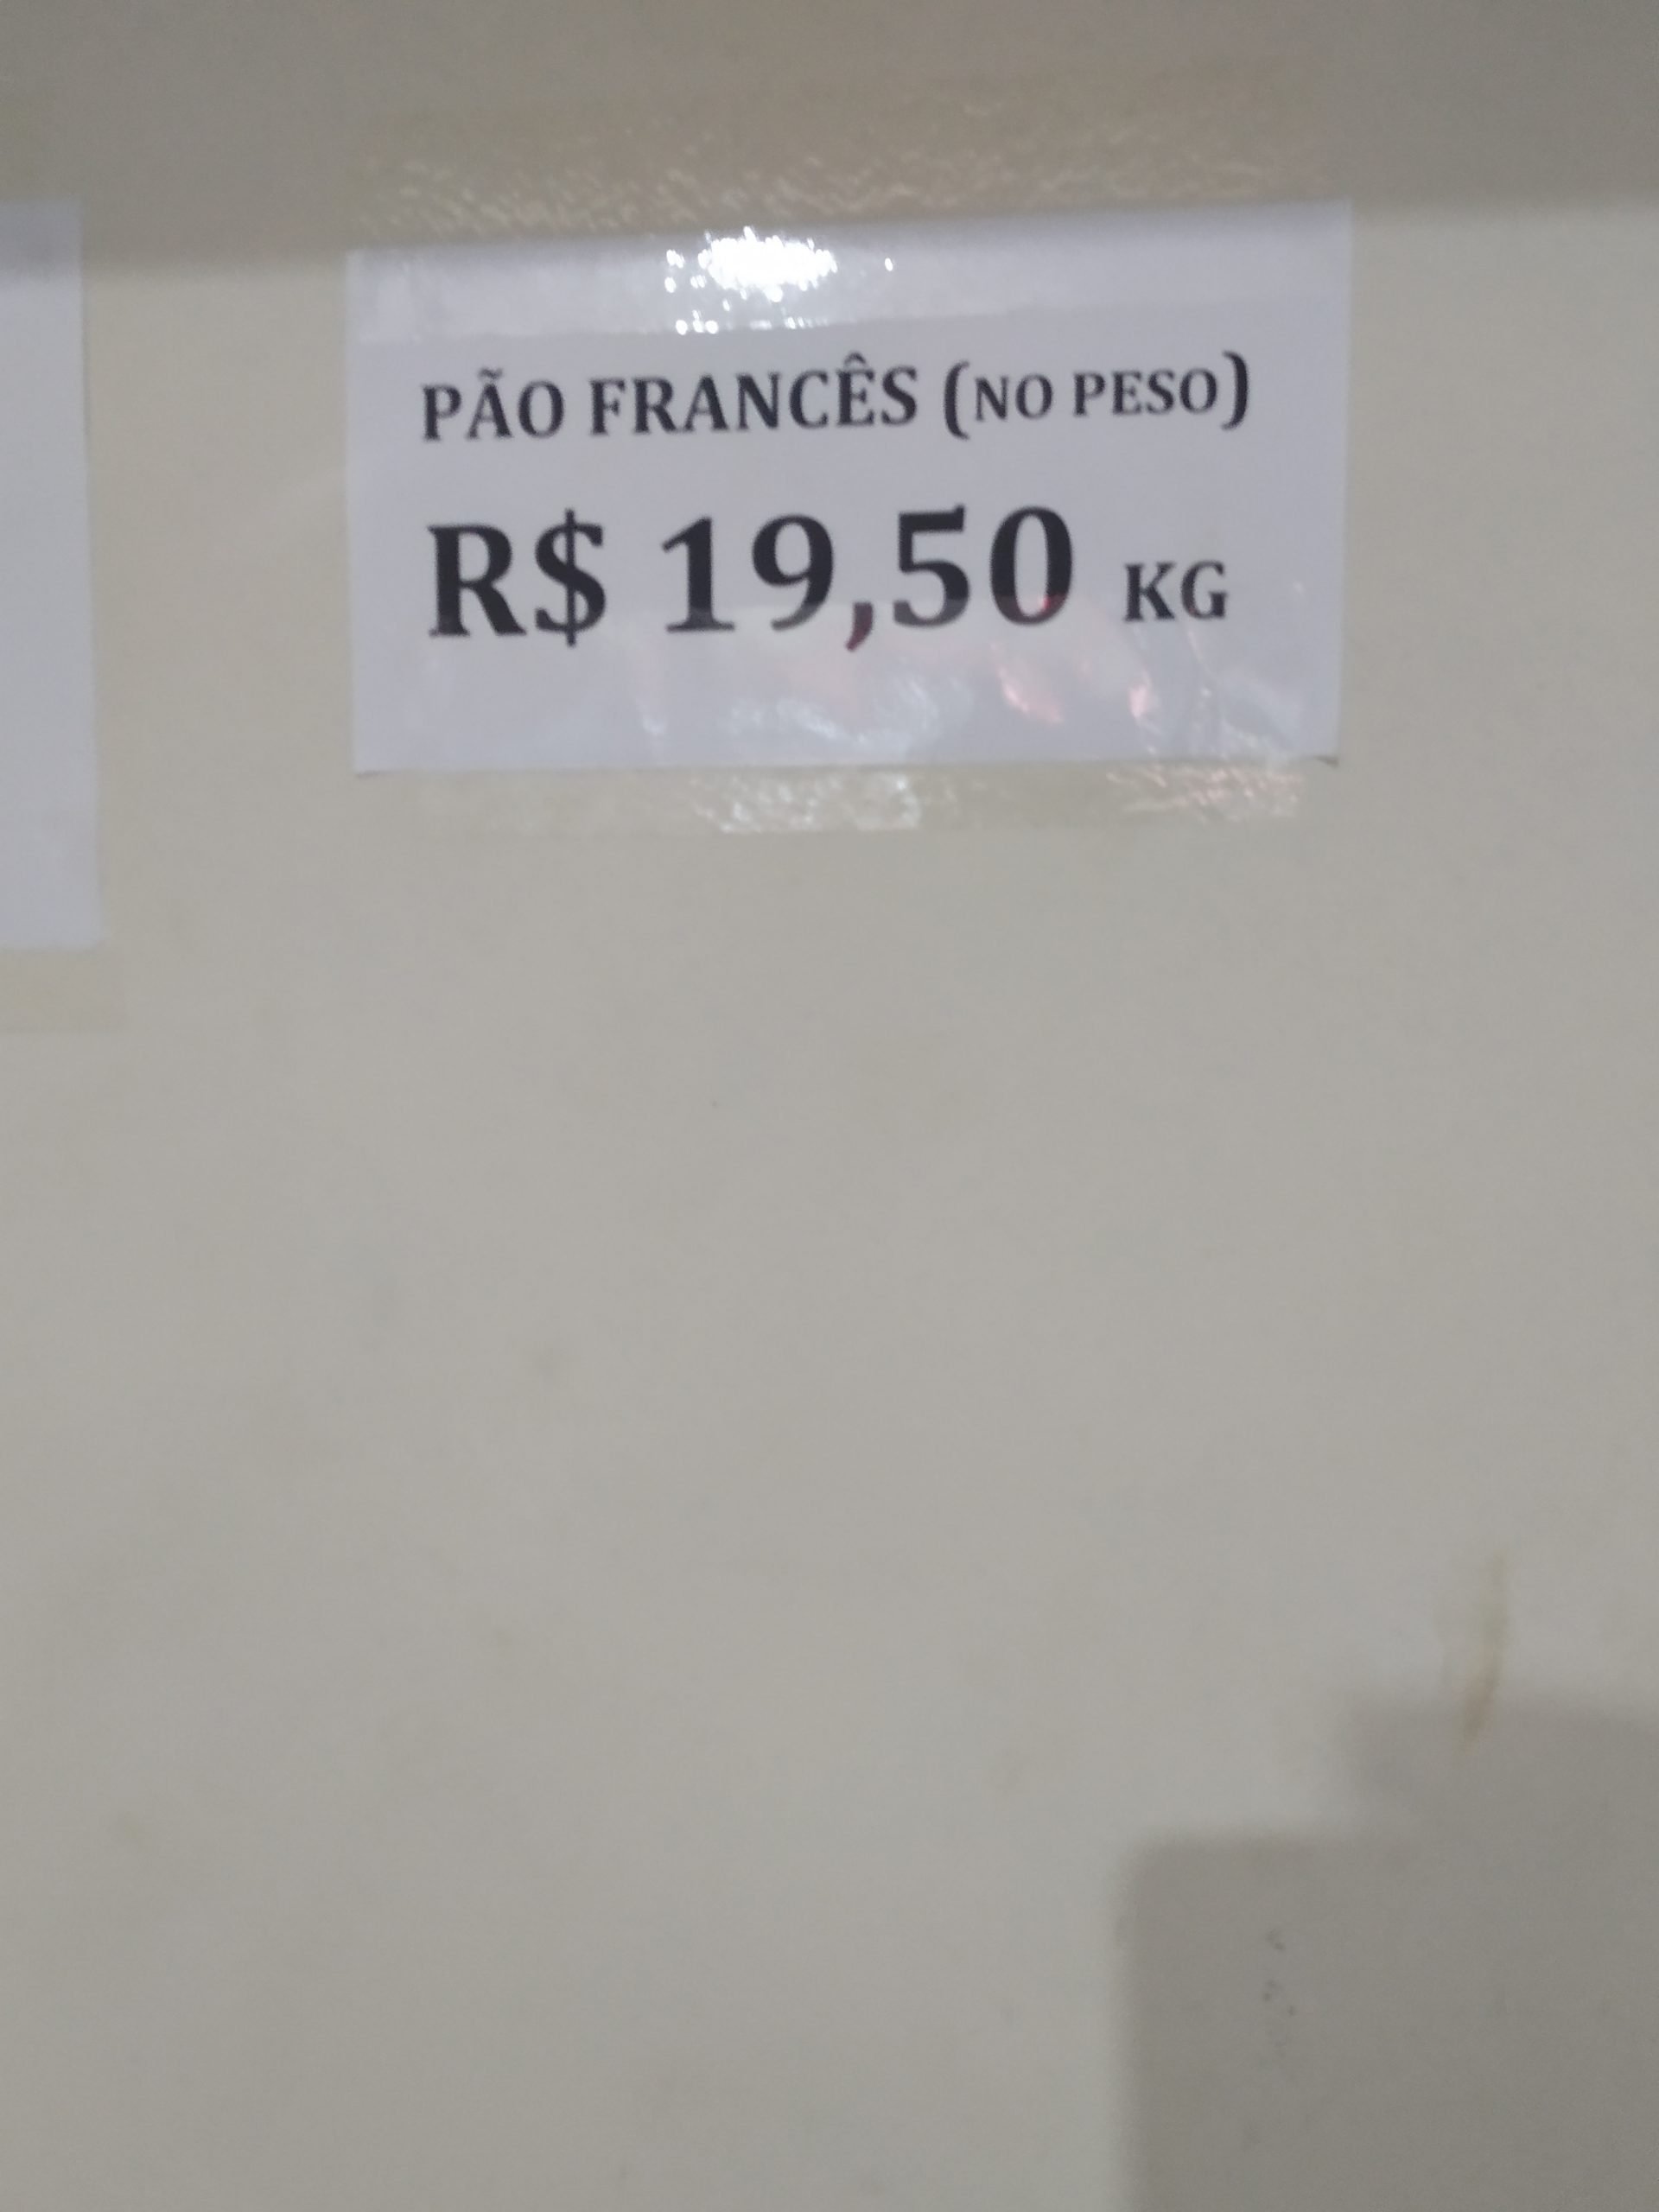 PÃO FRANCÊS (NO PESO)
R$ 19,50 KG